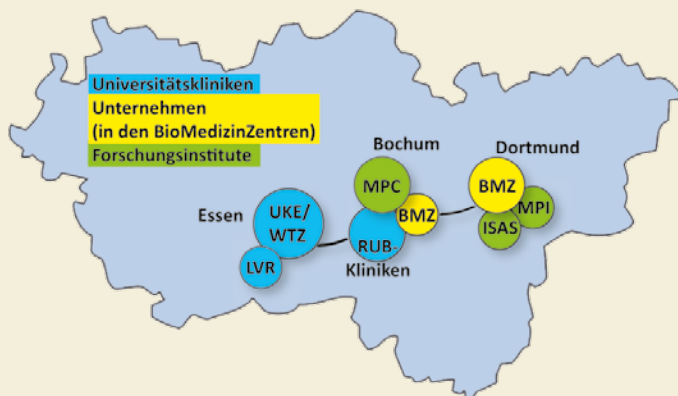 Universitätskliniken
Unternehmen
(in den BioMedizinZentren)
Forschungsinstitute
Bochum
Dortmund
MPC
BMZ
Essen
UKE/
WTZ
BMZ
MPI
ISAS
RUB-
Kliniken
LVR